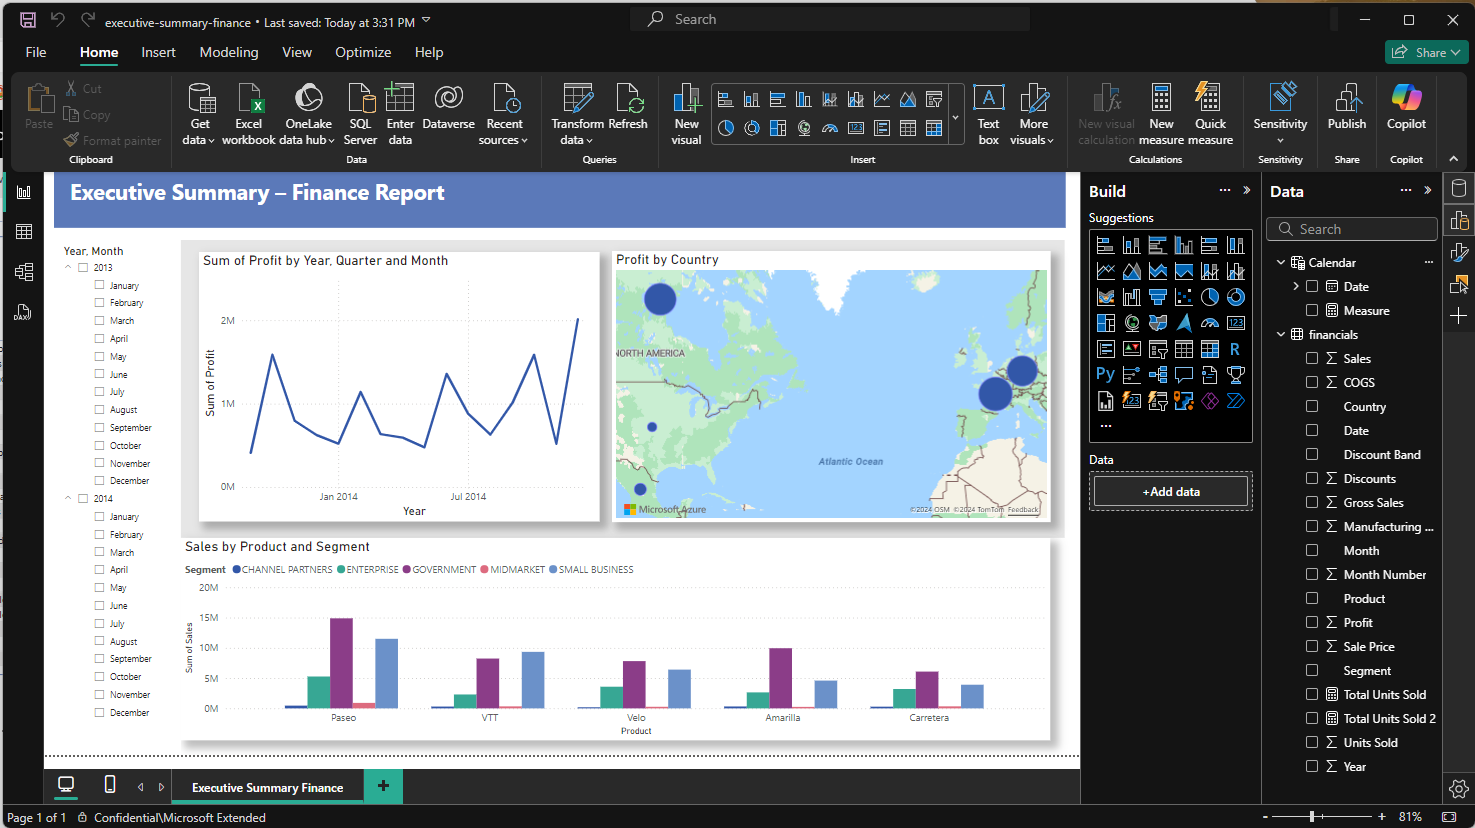 executive-summary-finance • Last saved: Today at 3:31 PM
Search
File Home Insert Modeling View Optimize Help
Share
Paste
Cut
Copy
Format painter
Clipboard
Get data
Excel workbook
OneLake data hub
SQL Server
Enter data
Dataverse
Recent sources
Data
Transform data
Refresh
Queries
New visual
Text box
More visuals
Insert
New visual calculation
New measure
Quick measure
Calculations
Sensitivity
Sensitivity
Publish
Share
Copilot
Copilot
Executive Summary – Finance Report
Year, Month
2013
January
February
March
April
May
June
July
August
September
October
November
December
2014
January
February
March
April
May
June
July
August
September
October
November
December
Sum of Profit by Year, Quarter and Month
Sum of Profit
2M
1M
0M
Jan 2014 Jul 2014
Year
Profit by Country
NORTH AMERICA
Atlantic Ocean
Microsoft Azure
©2024 OSM ©2024 TomTom Feedback
Sales by Product and Segment
Segment CHANNEL PARTNERS ENTERPRISE GOVERNMENT MIDMARKET SMALL BUSINESS
Sum of Sales
20M
15M
10M
5M
0M
Paseo VTT Velo Amarilla Carretera
Product
Build
Suggestions
123
R
Py
123
...
Data
+Add data
Data
Search
Calendar
Date
Measure
financials
Sales
COGS
Country
Date
Discount Band
Discounts
Gross Sales
Manufacturing ...
Month
Month Number
Product
Profit
Sale Price
Segment
Total Units Sold
Total Units Sold 2
Units Sold
Year
DAX
Executive Summary Finance
+
Page 1 of 1
Confidential\Microsoft Extended
- + 81%